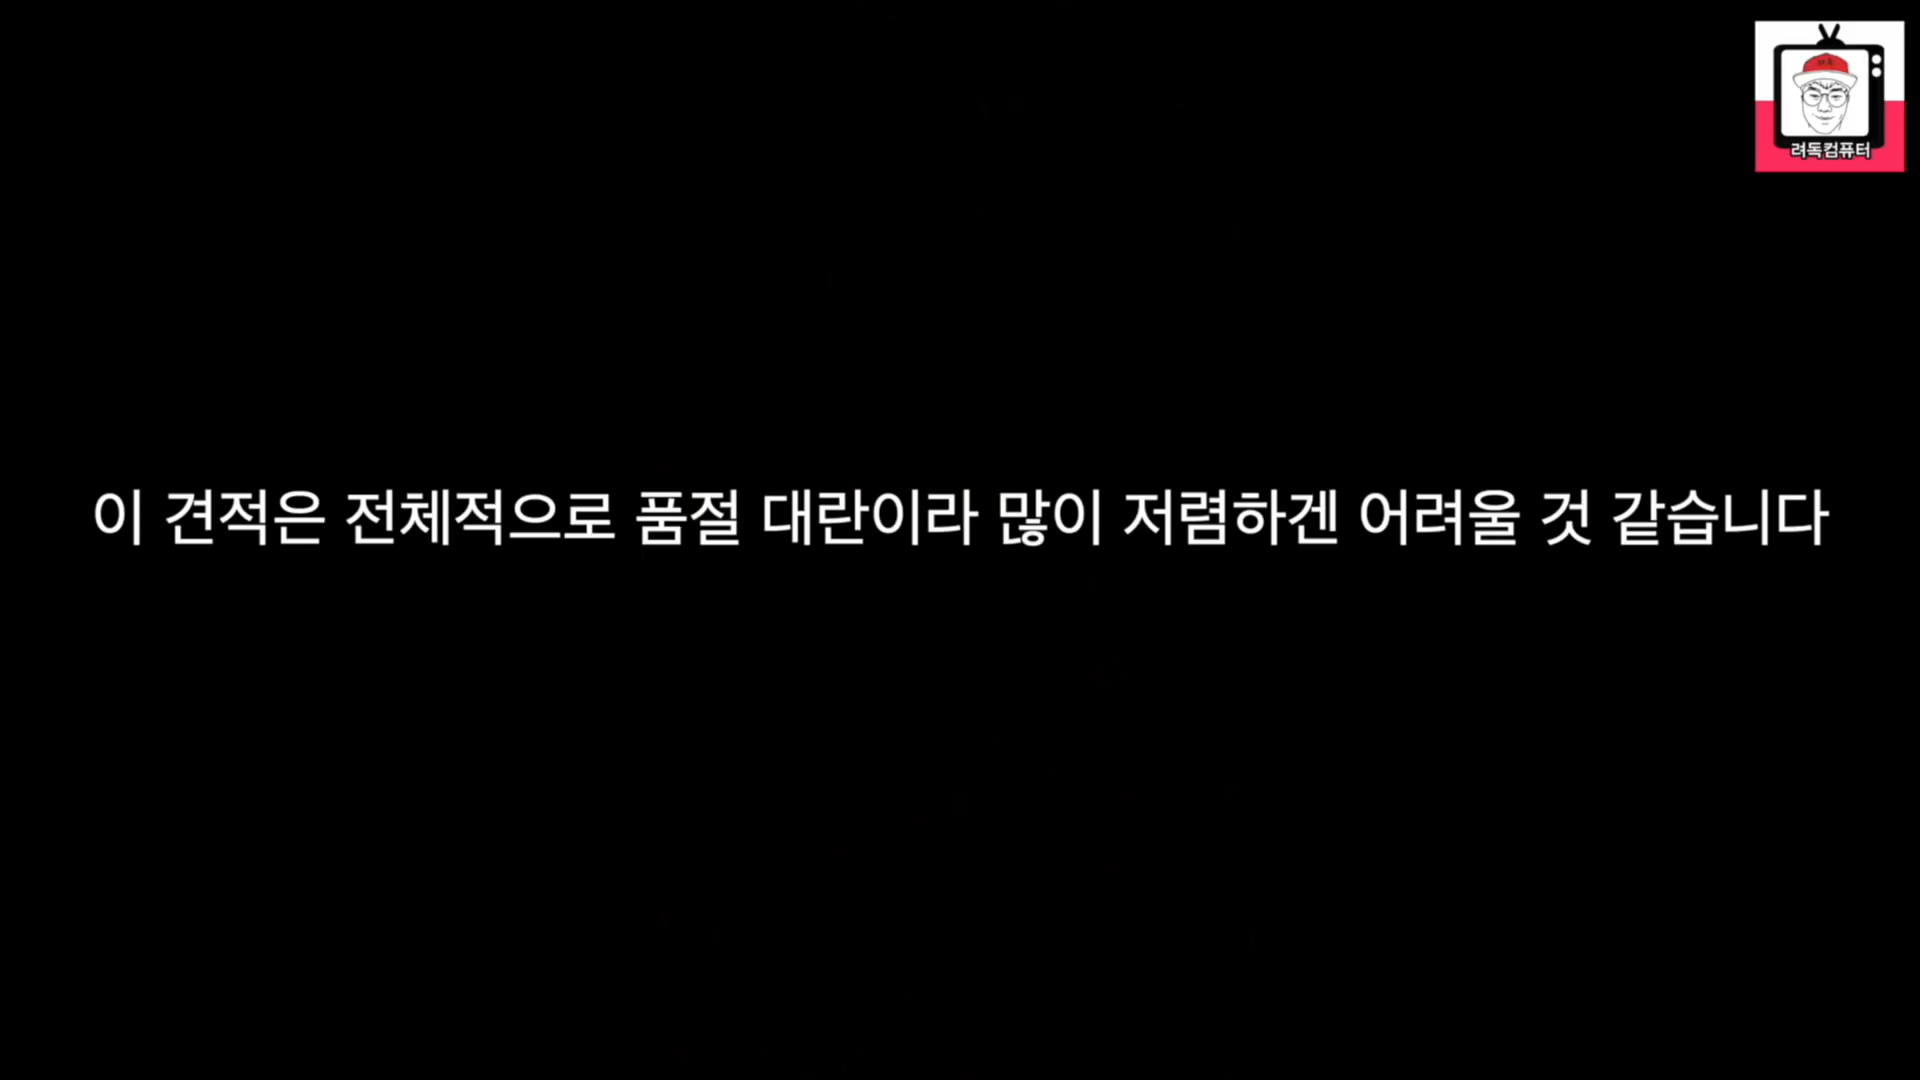 려독컴퓨터
이 견적은 전체적으로 품절 대란이라 많이 저렴하겐 어려울 것 같습니다